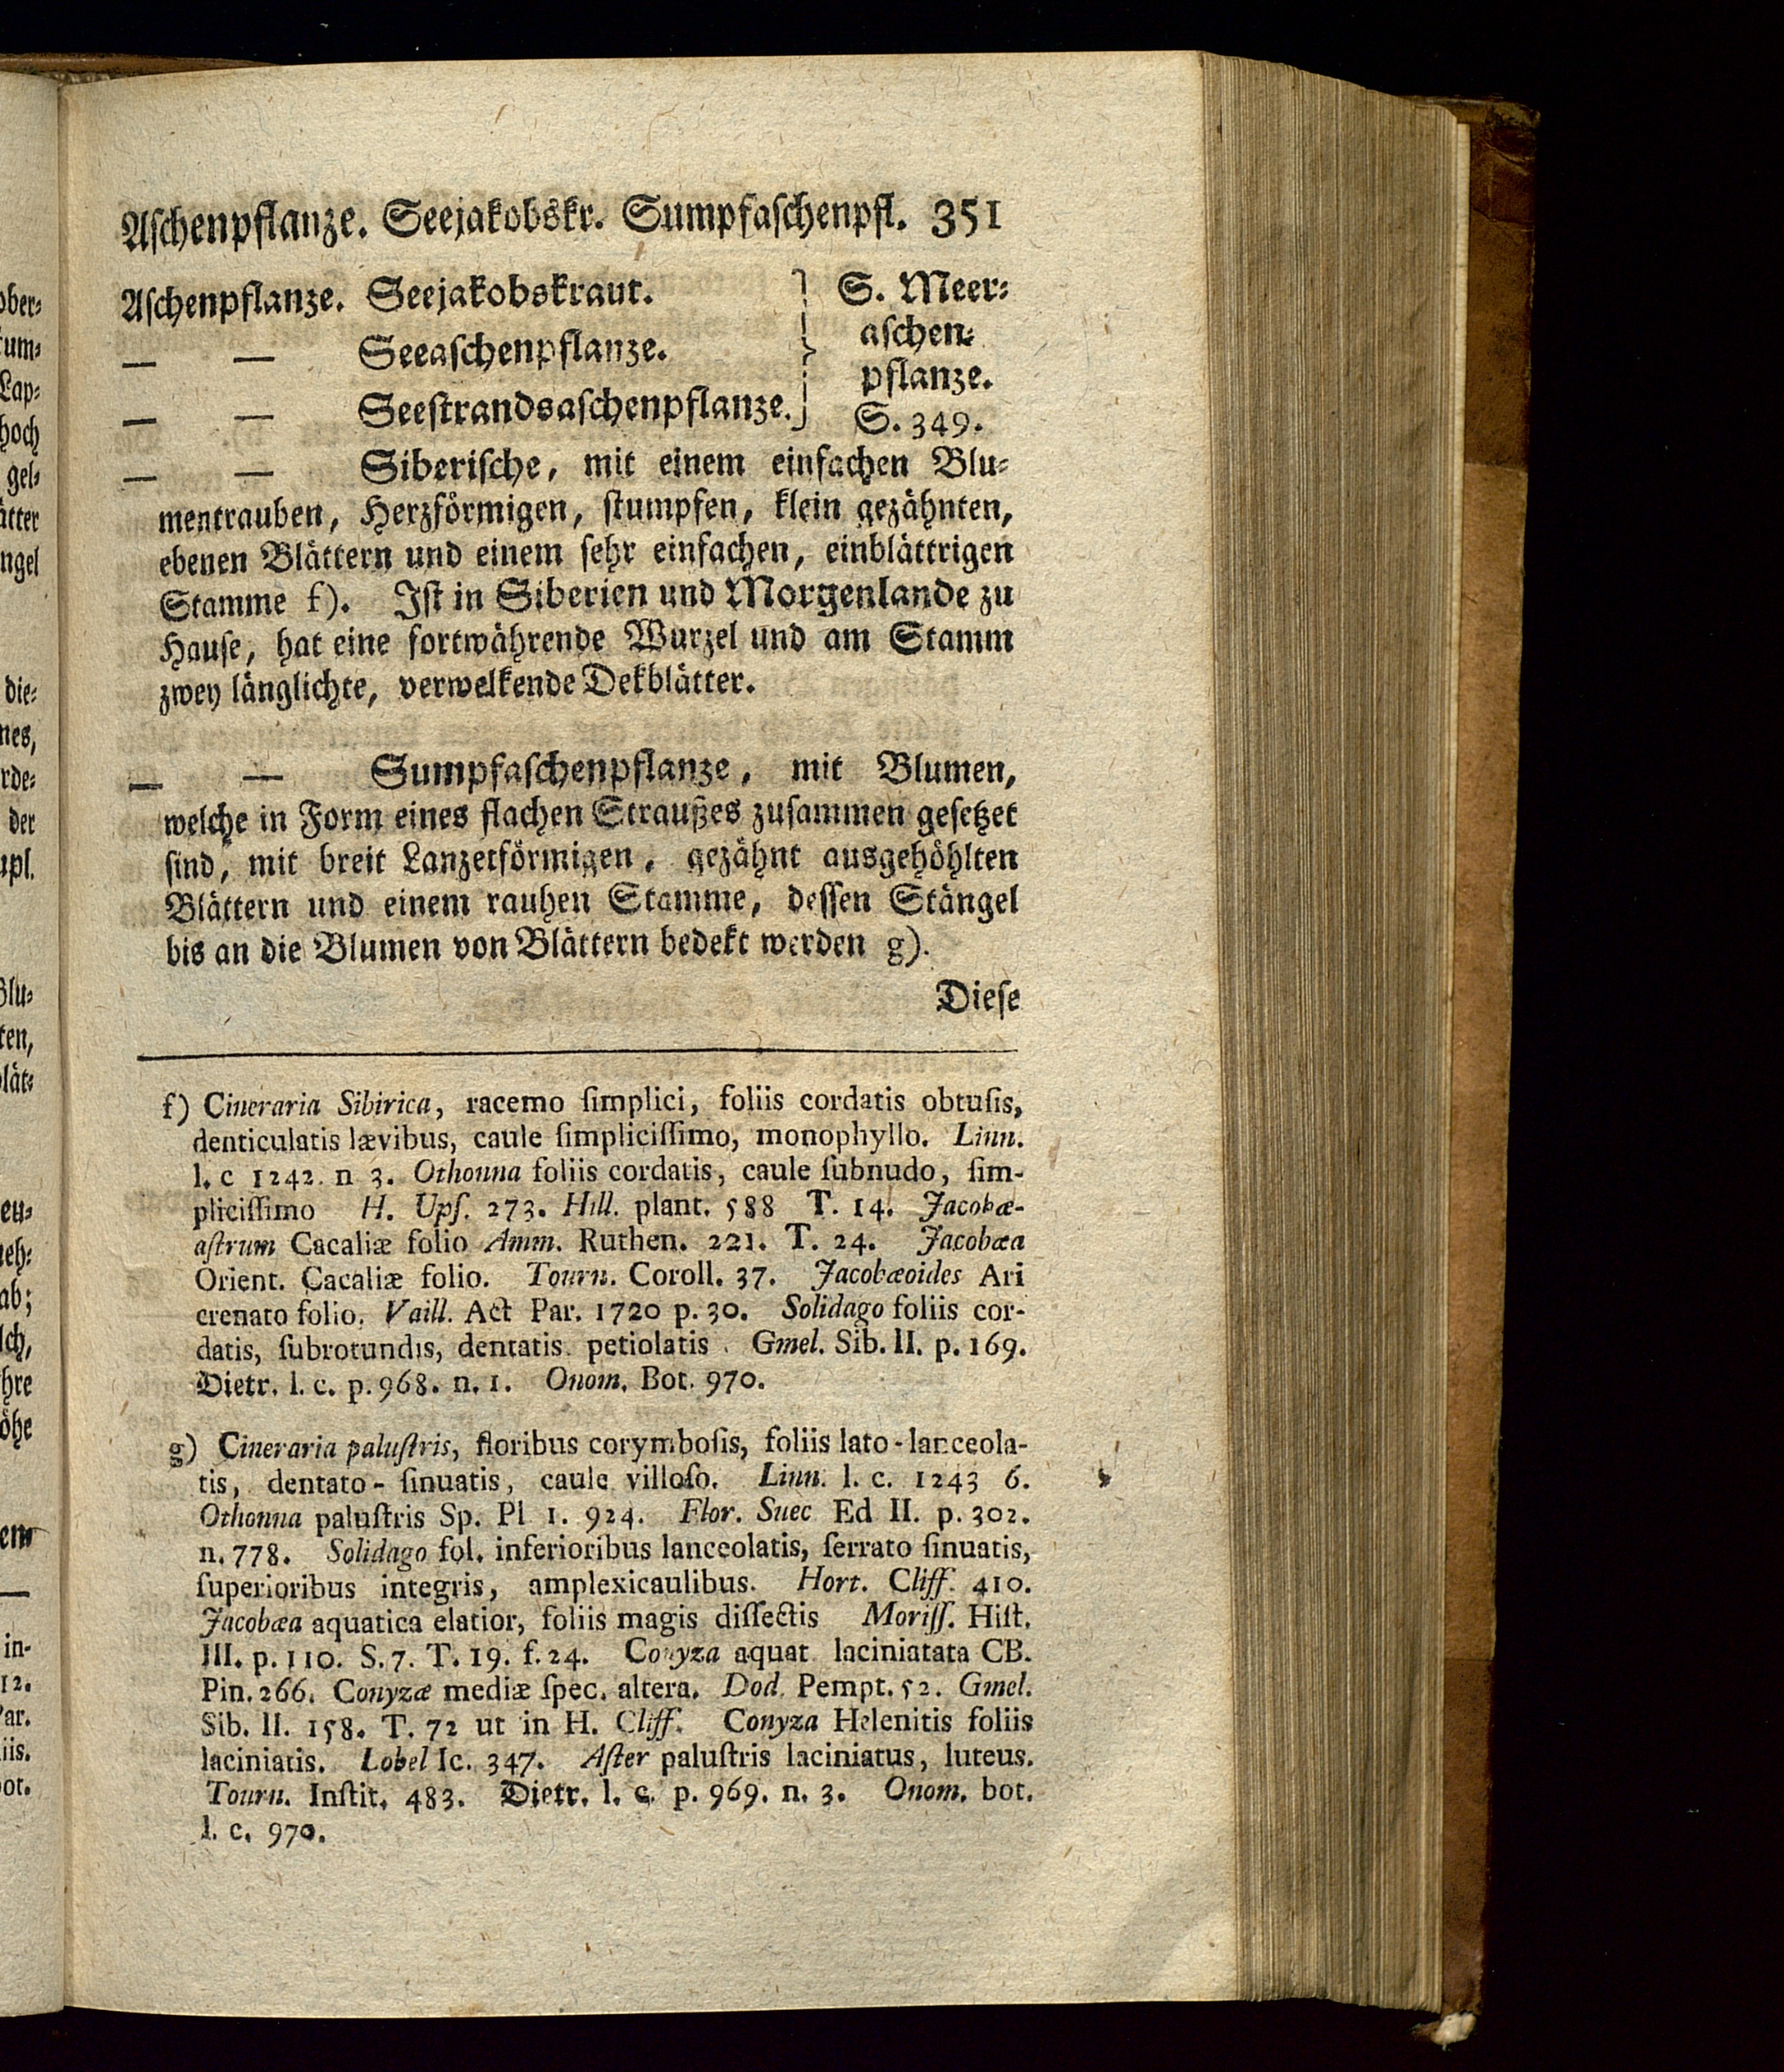 Aſchenpflanze. Seejakobskr. Sumpfaſchenpfl. 351
Aſchenpflanze. Seejakobskraut.
— — Seeaſchenpflanze.
— — Seeſtrandsaſchenpflanze.
S. Meer⸗
aſchen⸗
pflanze.
S. 349.
— — Siberiſche, mit einem einfachen Blu⸗
mentrauben, Herzförmigen, ſtumpfen, klein gezähnten,
ebenen Blättern und einem ſehr einfachen, einblättrigen
Stamme f). Iſt in Siberien und Morgenlande zu
Hauſe, hat eine fortwährende Wurzel und am Stamm
zwey länglichte, verwelkende Dekblätter.
— — Sumpfaſchenpflanze, mit Blumen,
welche in Form eines flachen Straußes zuſammen geſetzet
ſind, mit breit Lanzetförmigen, gezähnt ausgehöhlten
Blättern und einem rauhen Stamme, deſſen Stängel
bis an die Blumen von Blättern bedekt werden g).
Dieſe
f) Cineraria Sibirica, racemo ſimplici, foliis cordatis obtuſis,
denticulatis lævibus, caule ſimpliciſſimo, monophyllo. Linn.
l. c 1242. n 3. Othonna foliis cordatis, caule ſubnudo, ſim-
pliciſſimo H. Upſ. 273. Hill. plant. 588 T. 14. Jacobæ-
aſtrum Cacaliæ folio Amm. Ruthen. 221. T. 24. Jacobæa
Orient. Cacaliæ folio. Tourn. Coroll. 37. Jacobæoides Ari
crenato folio. Vaill. Act Par. 1720 p. 30. Solidago foliis cor-
datis, ſubrotundis, dentatis. petiolatis. Gmel. Sib. II. p. 169.
Dietr. l. c. p. 968. n. 1. Onom. Bot. 970.
g) Cineraria paluſtris, floribus corymboſis, foliis lato-lanceola-
tis, dentato-ſinuatis, caule villoſo. Linn. l. c. 1243 6.
Othonna paluſtris Sp. Pl 1. 924. Flor. Suec Ed II. p. 302.
n. 778. Solidago fol. inferioribus lanceolatis, ſerrato ſinuatis,
ſuperioribus integris, amplexicaulibus. Hort. Cliff. 410.
Jacobæa aquatica elatior, foliis magis diſſectis Moriſſ. Hiſt.
III. p. 110. S. 7. T. 19. f. 24. Conyza aquat. laciniatata CB.
Pin. 266. Conyzæ mediæ ſpec. altera. Dod. Pempt. 52. Gmel.
Sib. II. 158. T. 72 ut in H. Cliff. Conyza Helenitis foliis
laciniatis. Lobel Ic. 347. Aſter paluſtris laciniatus, luteus.
Tourn. Inſtit. 483. Dietr. l. c. p. 969. n. 3. Onom. bot.
l. c. 970.